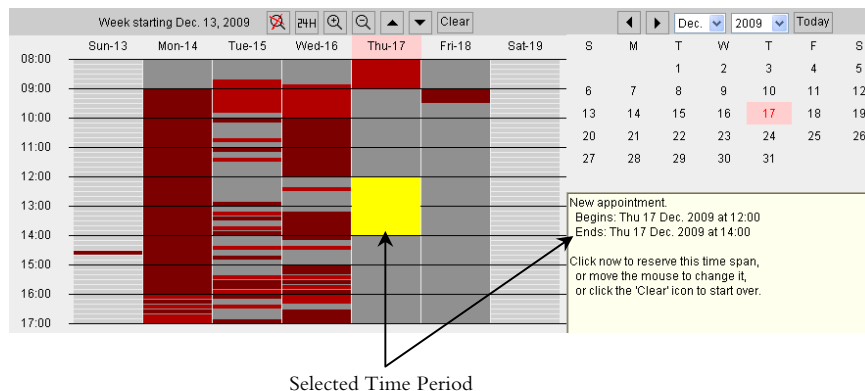 Week starting Dec. 13, 2009 24H Clear
Dec. 2009 Today
Sun-13 Mon-14 Tue-15 Wed-16 Thu-17 Fri-18 Sat-19
S M T W T F S
1 2 3 4 5
6 7 8 9 10 11 12
13 14 15 16 17 18 19
20 21 22 23 24 25 26
27 28 29 30 31
08:00
09:00
10:00
11:00
12:00
13:00
14:00
15:00
16:00
17:00
New appointment.
Begins: Thu 17 Dec. 2009 at 12:00
Ends: Thu 17 Dec. 2009 at 14:00
Click now to reserve this time span,
or move the mouse to change it,
or click the 'Clear' icon to start over.
Selected Time Period